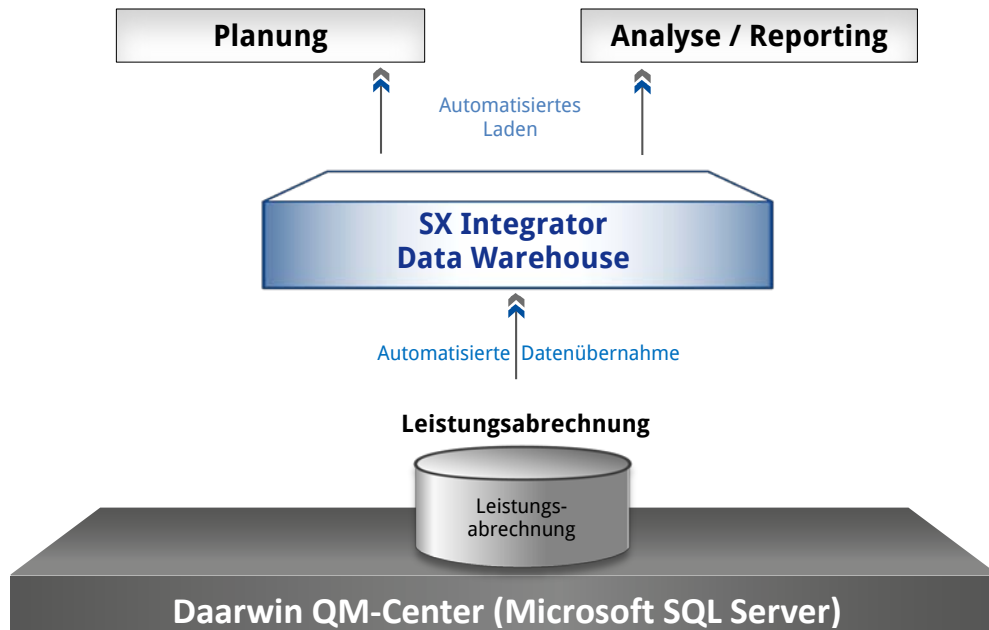 Planung
Analyse / Reporting
Automatisiertes
Laden
SX Integrator
Data Warehouse
Automatisierte Datenübernahme
Leistungsabrechnung
Leistungs-
abrechnung
Daarwin QM-Center (Microsoft SQL Server)